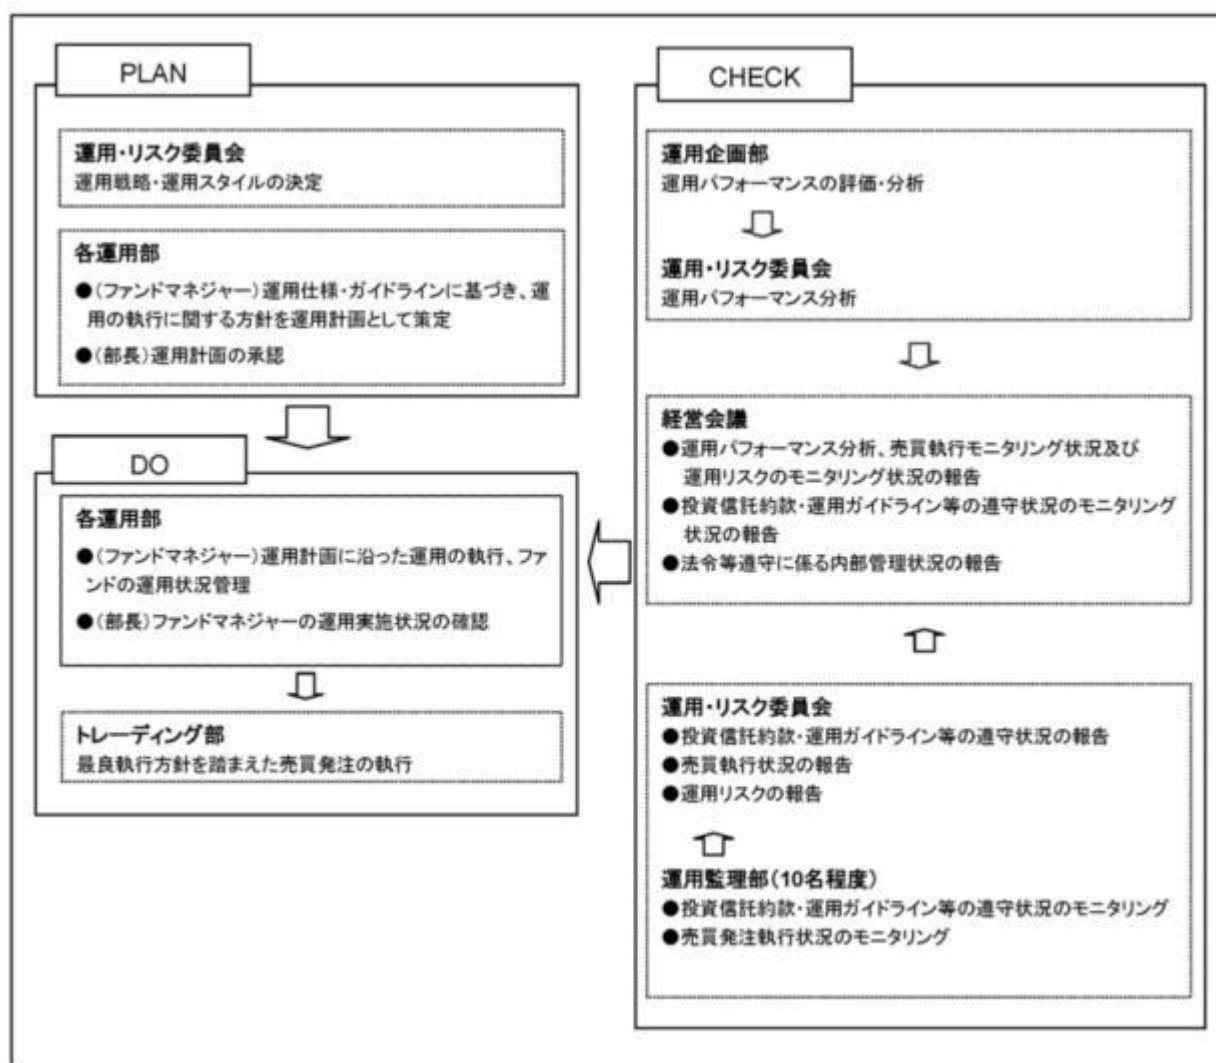 PLAN
運用・リスク委員会
運用戦略・運用スタイルの決定
各運用部
●(ファンドマネジャー)運用仕様・ガイドラインに基づき、運
用の執行に関する方針を運用計画として策定
●(部長)運用計画の承認
DO
各運用部
●(ファンドマネジャー)運用計画に沿った運用の執行、ファ
ンドの運用状況管理
●(部長)ファンドマネジャーの運用実施状況の確認
トレーディング部
最良執行方針を踏まえた売買発注の執行
CHECK
運用企画部
運用パフォーマンスの評価・分析
運用・リスク委員会
運用パフォーマンス分析
経営会議
●運用パフォーマンス分析、売買執行モニタリング状況及び
運用リスクのモニタリング状況の報告
●投資信託約款・運用ガイドライン等の遵守状況のモニタリング
状況の報告
●法令等遵守に係る内部管理状況の報告
運用・リスク委員会
●投資信託約款・運用ガイドライン等の遵守状況の報告
●売買執行状況の報告
●運用リスクの報告
運用監理部(10名程度)
●投資信託約款・運用ガイドライン等の遵守状況のモニタリング
●売買発注執行状況のモニタリング